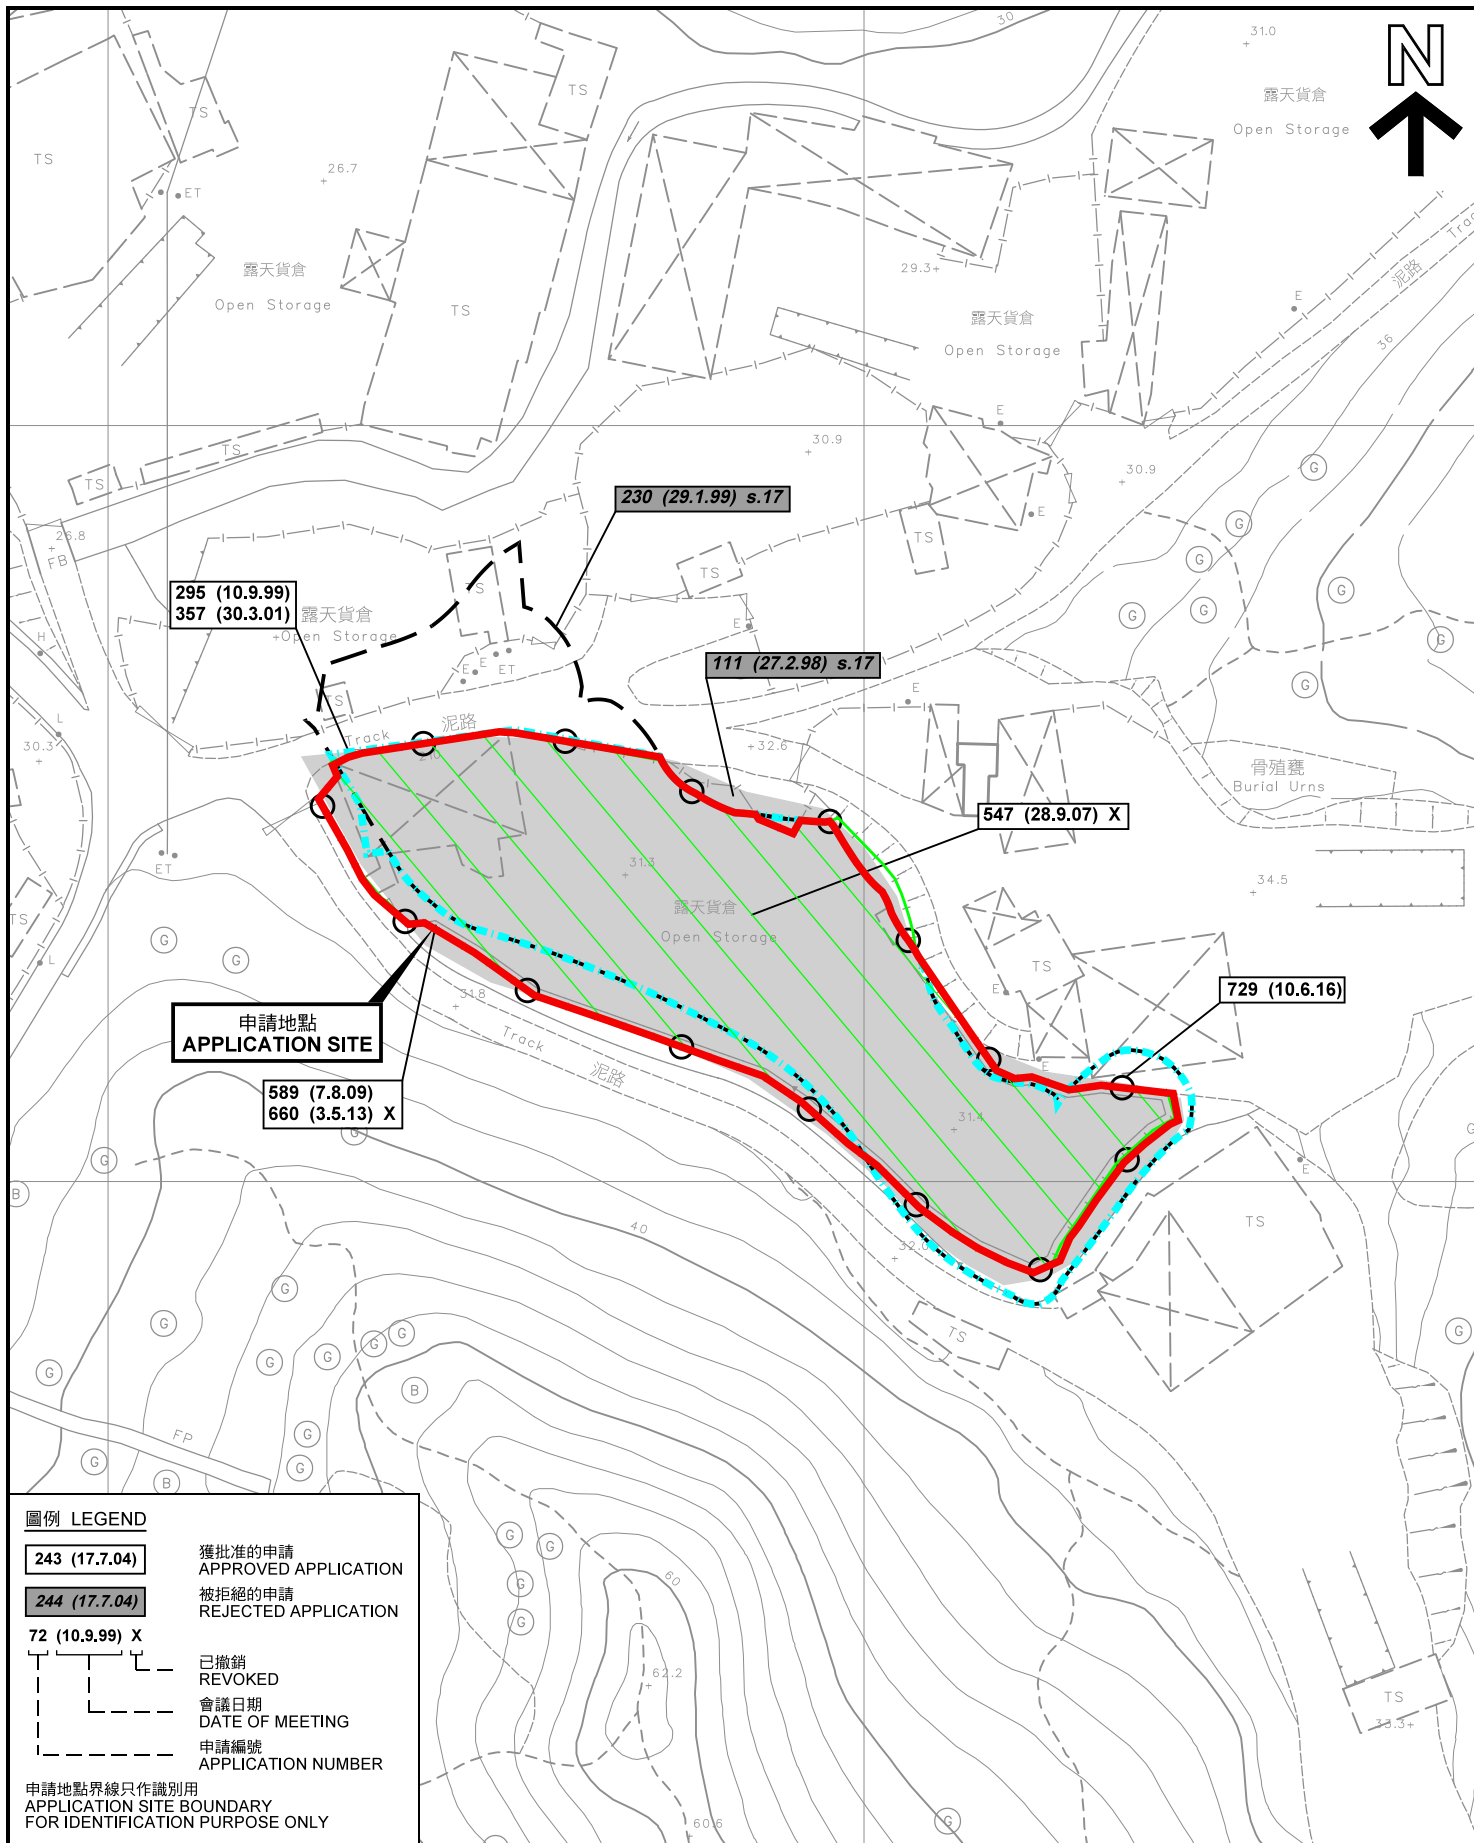 30
31.0
N
露天貨倉
Open Storage
TS
TS
TS
26.7
ET
露天貨倉
Open Storage
TS
29.3+
露天貨倉
Open Storage
泥路
Track
E
36
E
TS
TS
30.9
30.9
G
E
G
230 (29.1.99) s.17
26.8
FB
TS
TS
TS
G
G
G
G
G
295 (10.9.99)
357 (30.3.01)
露天貨倉
+Open Storage
H
E
E
E
ET
111 (27.2.98) s.17
G
TS
E
L
30.3
Track
泥路
+32.6
骨殖甕
Burial Urns
547 (28.9.07) X
ET
31.3
34.5
露天貨倉
Open Storage
TS
G
G
L
TS
E
31.8
729 (10.6.16)
申請地點
APPLICATION SITE
Track
泥路
E
589 (7.8.09)
660 (3.5.13) X
31.4
G
G
G
E
B
40
32.0
TS
G
G
G
G
G
G
TS
G
G
B
G
FP
G
G
B
圖例 LEGEND
243 (17.7.04)
獲批准的申請
APPROVED APPLICATION
244 (17.7.04)
被拒絕的申請
REJECTED APPLICATION
72 (10.9.99) X
已撤銷
REVOKED
會議日期
DATE OF MEETING
申請編號
APPLICATION NUMBER
申請地點界線只作識別用
APPLICATION SITE BOUNDARY
FOR IDENTIFICATION PURPOSE ONLY
G
G
G
G
60
62.2
TS
33.3+
60.6
G